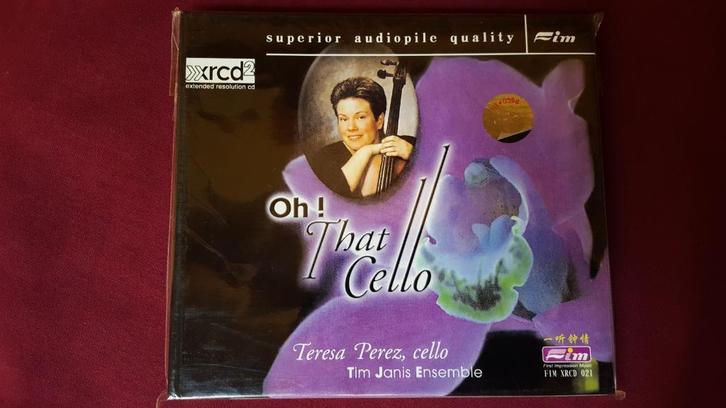 superior audiopile quality
Fim
xrcd2
extended resolution cd
Oh !
That
Cello
Teresa Perez, cello
Tim Janis Ensemble
一听钟情
Fim
First Impression Music
FIM XRCD 021